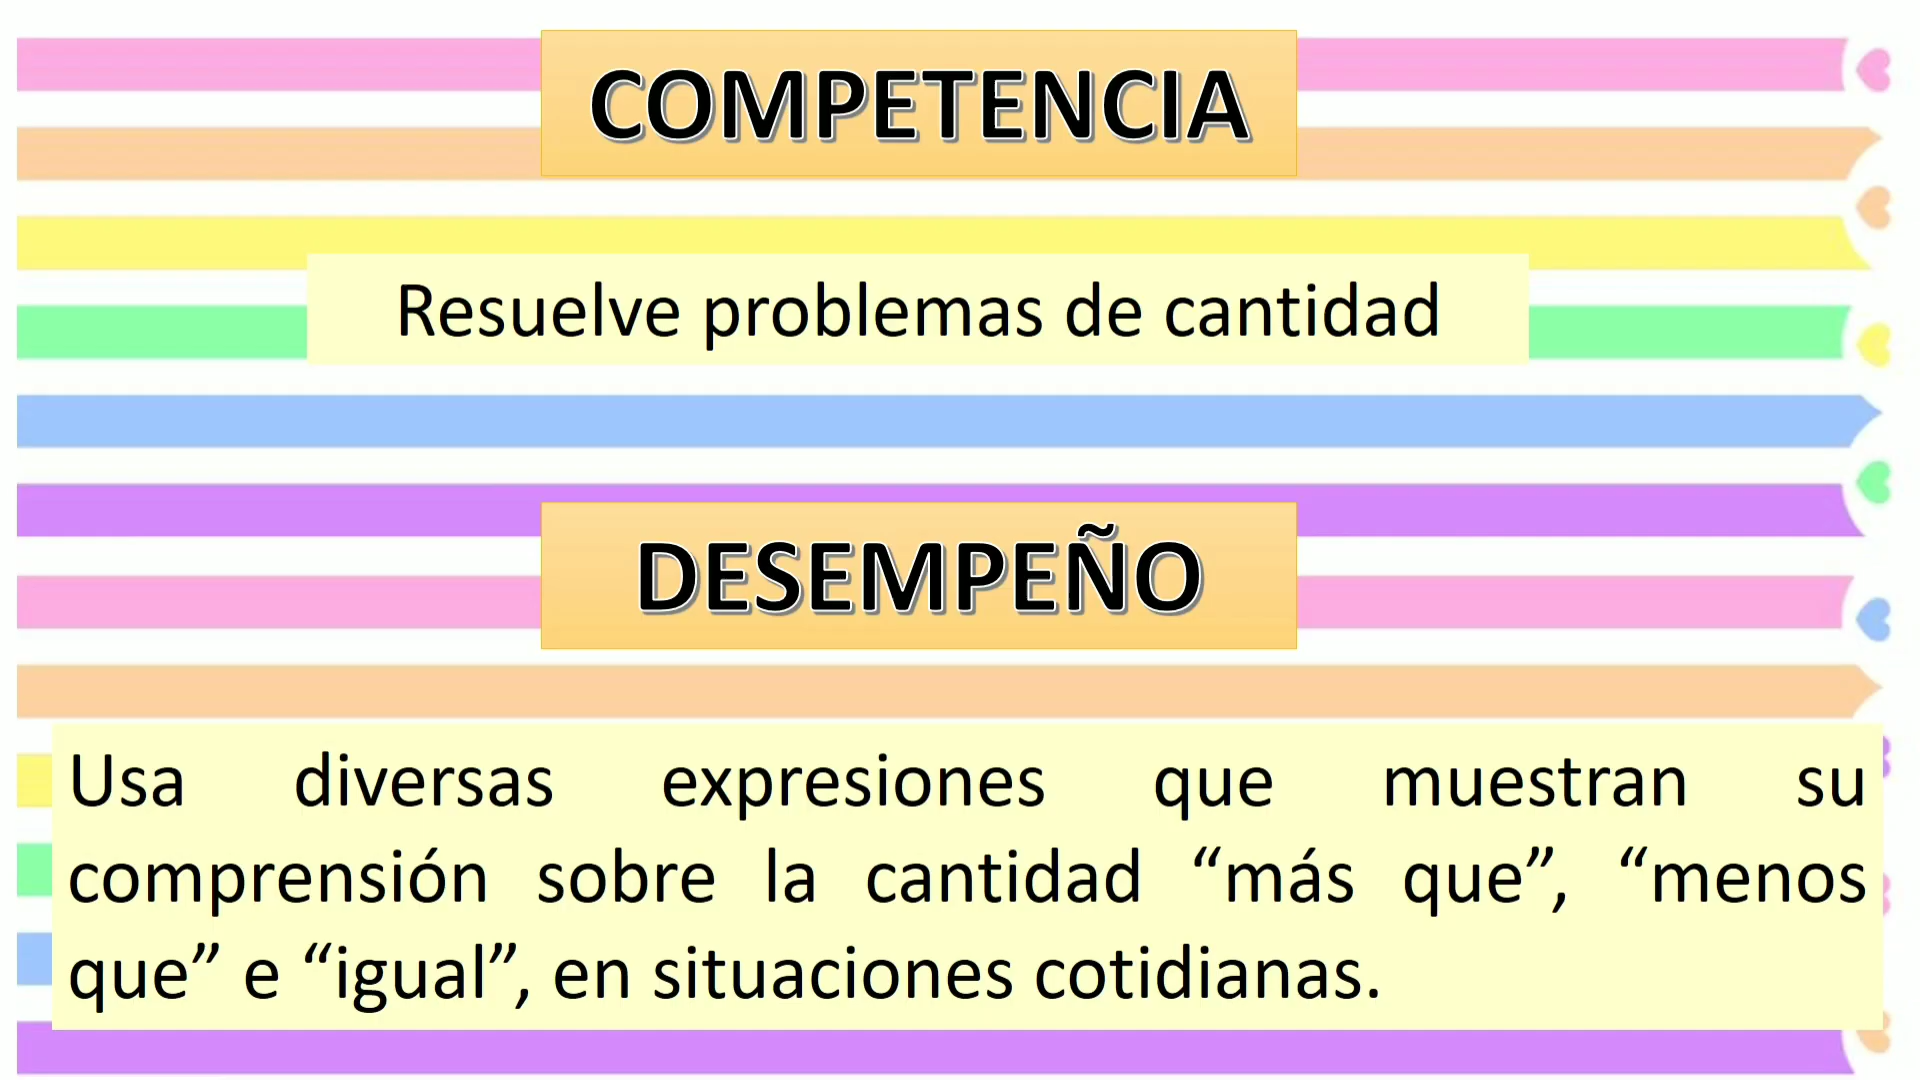 COMPETENCIA
Resuelve problemas de cantidad
DESEMPEÑO
Usa diversas expresiones que muestran su
comprensión sobre la cantidad “más que”, “menos
que” e “igual”, en situaciones cotidianas.